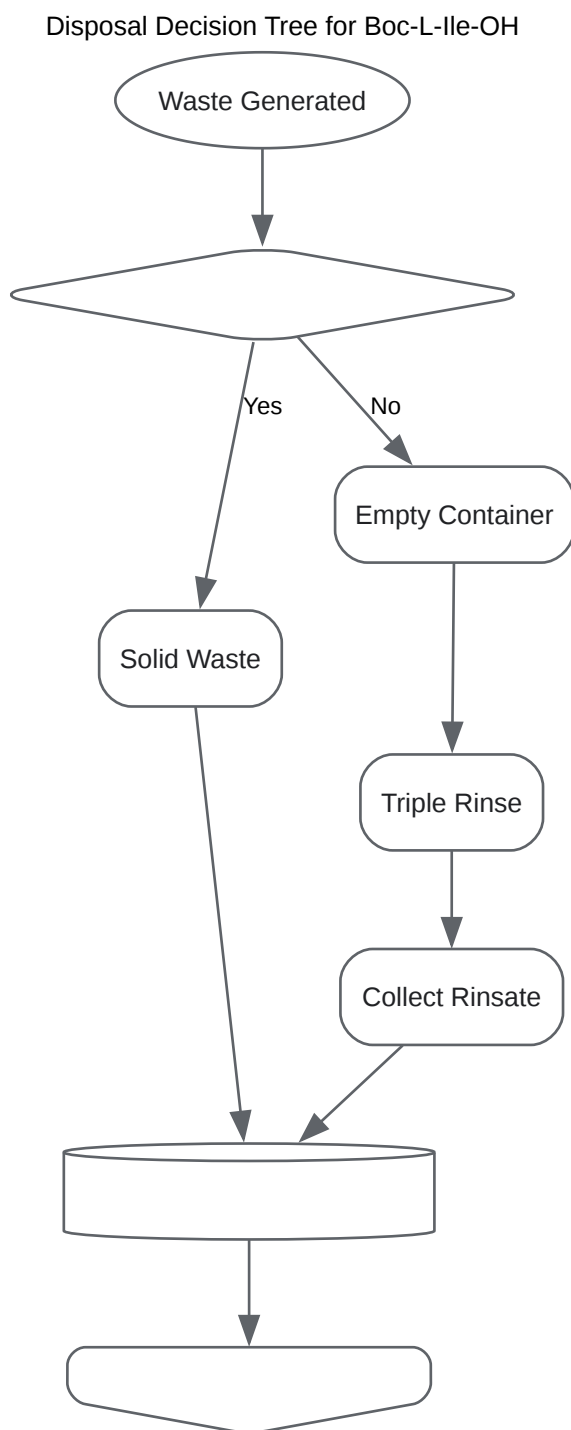 Disposal Decision Tree for Boc-L-Ile-OH
Waste Generated
Yes
No
Empty Container
Solid Waste
Triple Rinse
Collect Rinsate